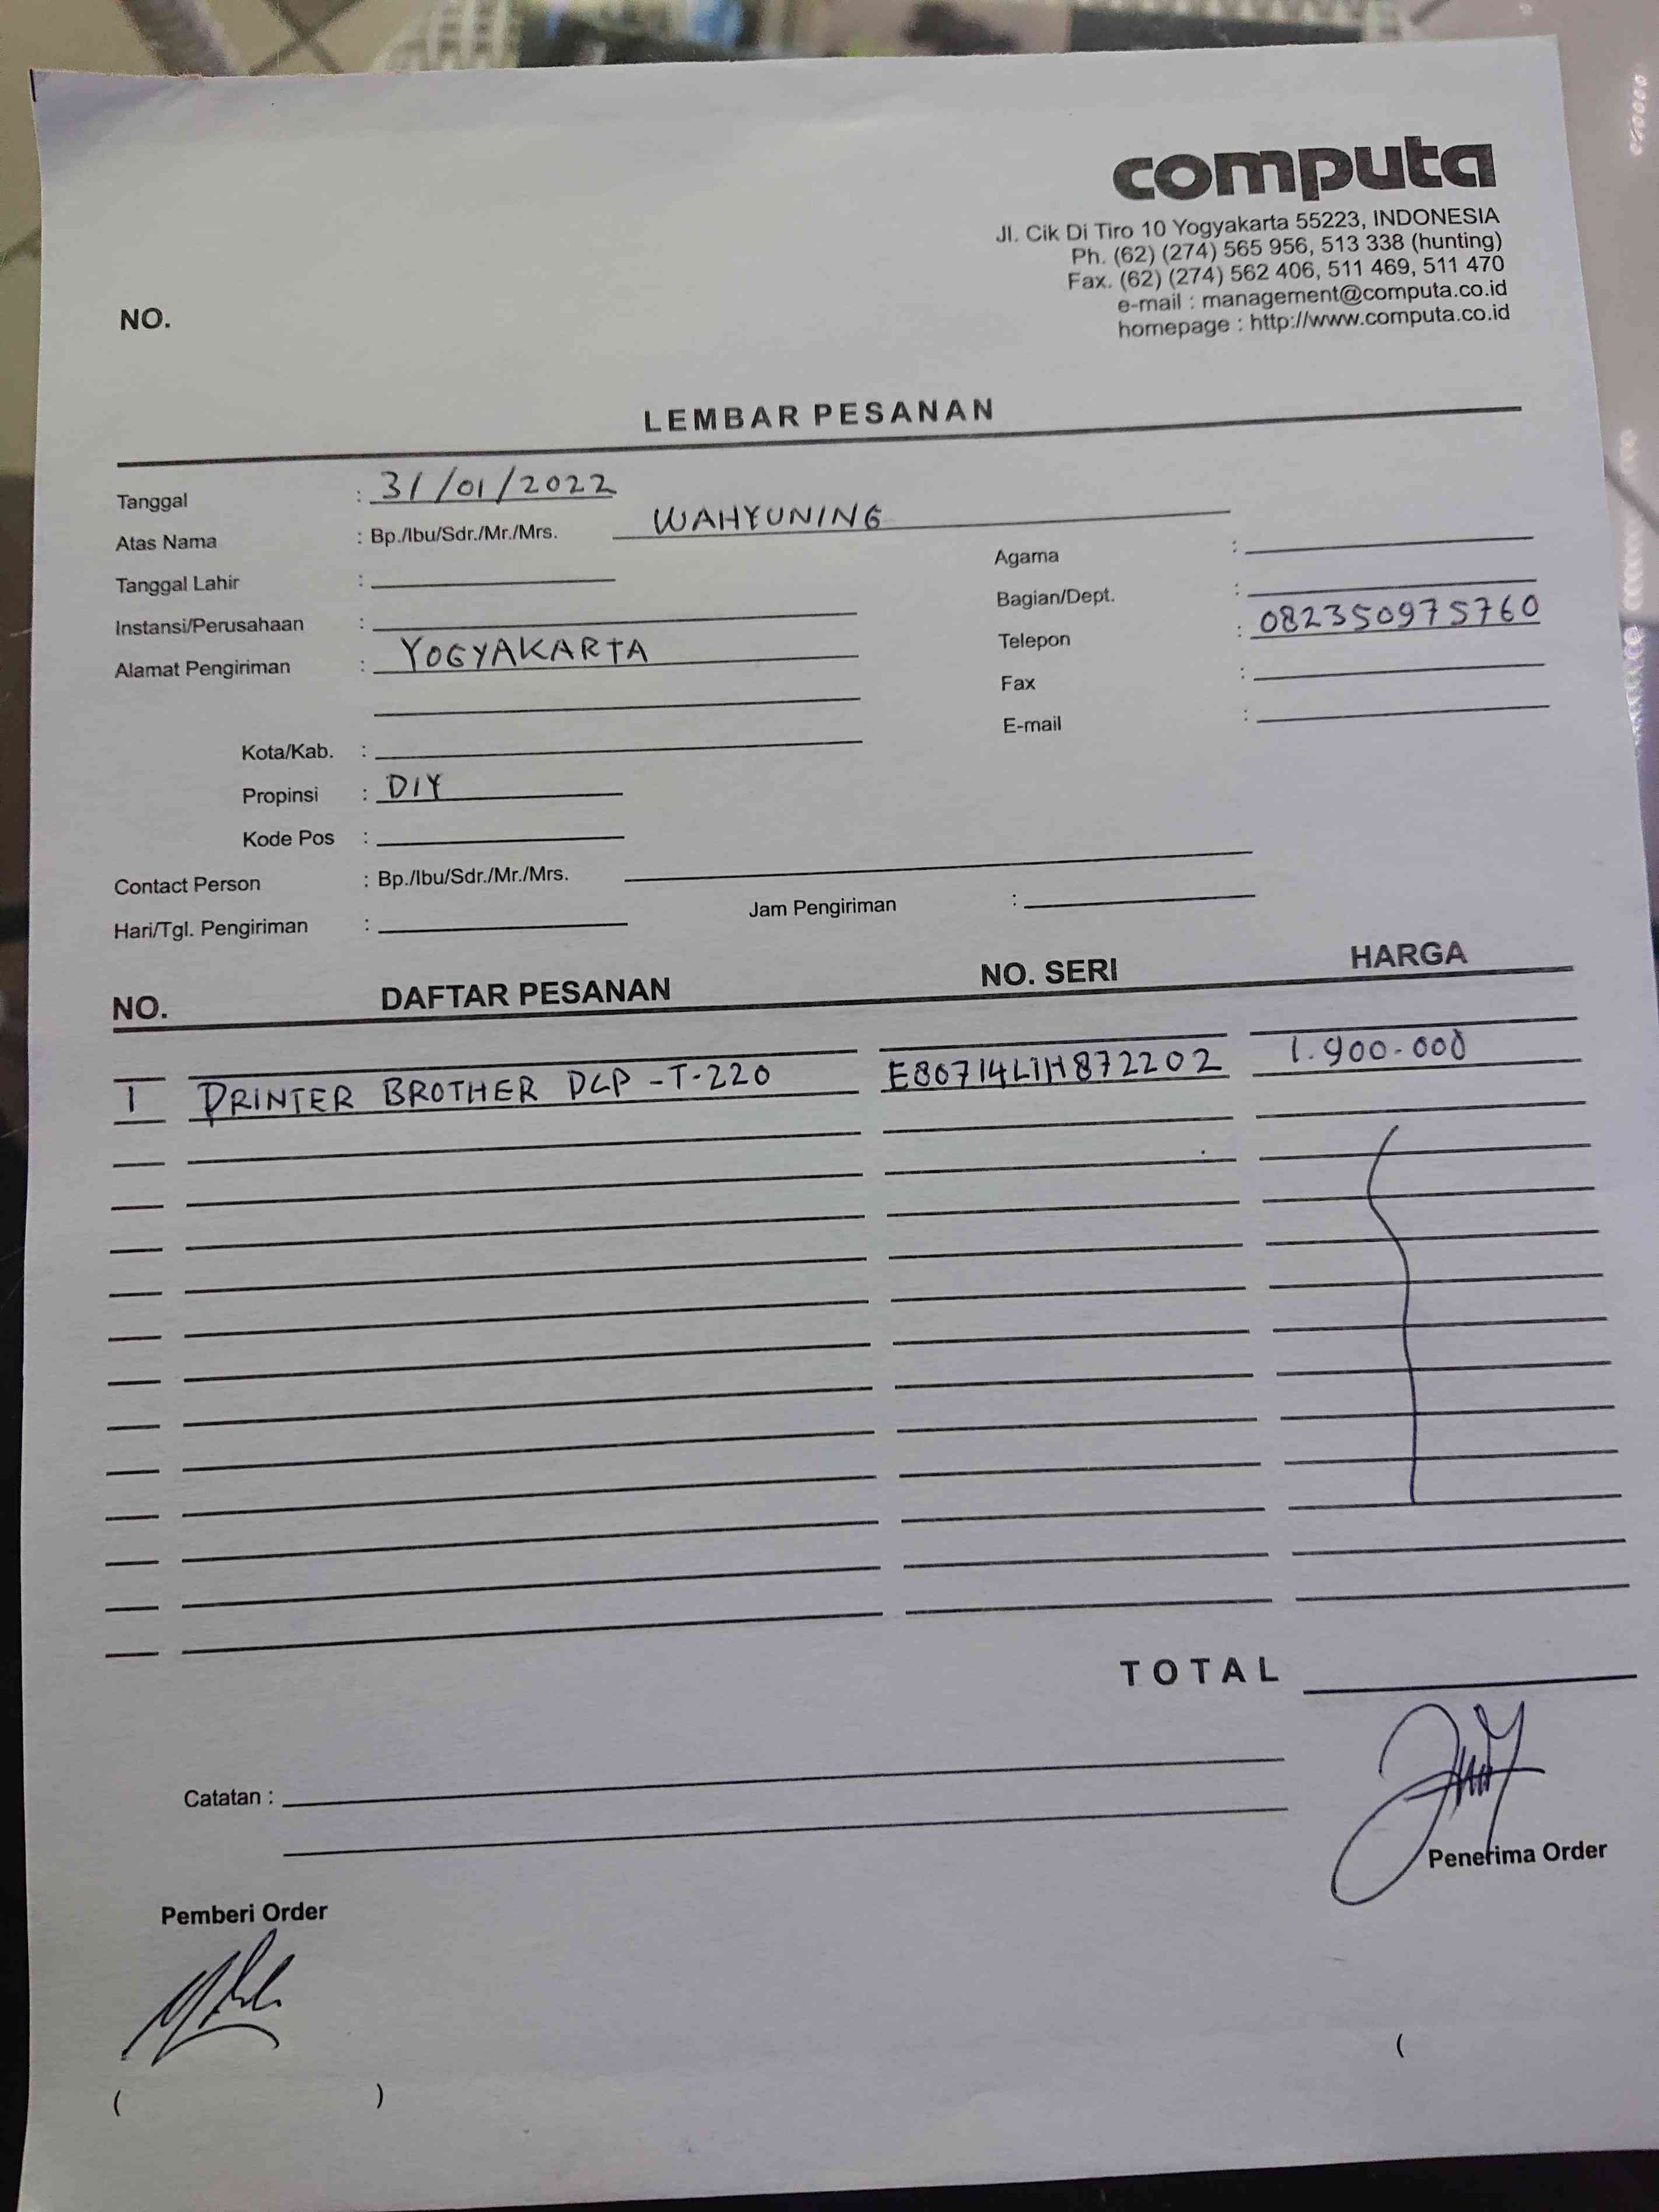 computa
Jl. Cik Di Tiro 10 Yogyakarta 55223, INDONESIA
Ph. (62) (274) 565 956, 513 338 (hunting)
Fax. (62) (274) 562 406, 511 469, 511 470
e-mail : management@computa.co.id
homepage : http://www.computa.co.id
NO.
LEMBAR PESANAN
Tanggal : 31/01/2022
Atas Nama : Bp./Ibu/Sdr./Mr./Mrs. WAHYUNING
Tanggal Lahir : Agama :
Instansi/Perusahaan : Bagian/Dept. :
Alamat Pengiriman : YOGYAKARTA Telepon : 082350975760
Fax :
Kota/Kab. : E-mail :
Propinsi : DIY
Kode Pos :
Contact Person : Bp./Ibu/Sdr./Mr./Mrs.
Hari/Tgl. Pengiriman : Jam Pengiriman :
NO. DAFTAR PESANAN NO. SERI HARGA
1 PRINTER BROTHER DCP-T-220 E80714L1H872202 1.900.000
TOTAL
Catatan :
Penerima Order
Pemberi Order
( ) (